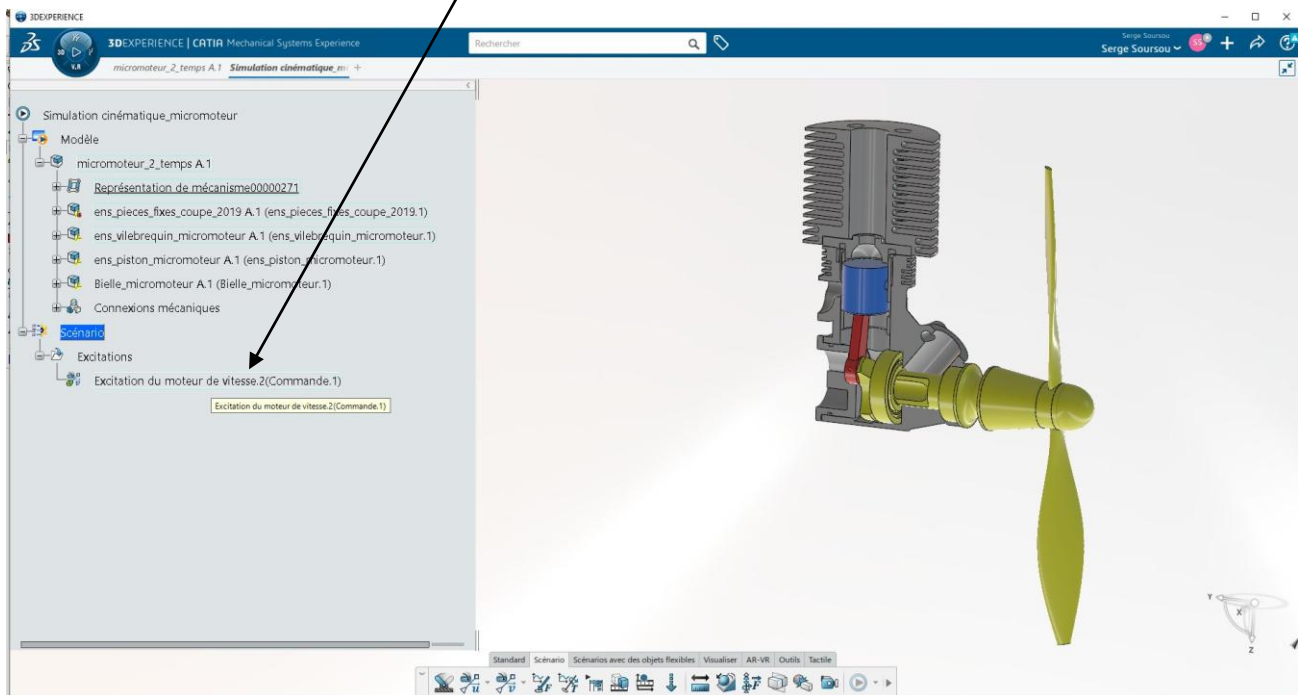 3DEXPERIENCE
3DEXPERIENCE | CATIA Mechanical Systems Experience
Rechercher
Serge Soursou
Serge Soursou
SS
V.R
micromoteur_2_temps A.1
Simulation cinématique_m
Simulation cinématique_micromoteur
Modèle
micromoteur_2_temps A.1
Représentation de mécanisme00000271
ens_pieces_fixes_coupe_2019 A.1 (ens_pieces_fixes_coupe_2019.1)
ens_vilebrequin_micromoteur A.1 (ens_vilebrequin_micromoteur.1)
ens_piston_micromoteur A.1 (ens_piston_micromoteur.1)
Bielle_micromoteur A.1 (Bielle_micromoteur.1)
Connexions mécaniques
Scénario
Excitations
Excitation du moteur de vitesse.2(Commande.1)
Excitation du moteur de vitesse.2(Commande.1)
Y
X
Z
Standard Scénario Scénarios avec des objets flexibles Visualiser AR-VR Outils Tactile